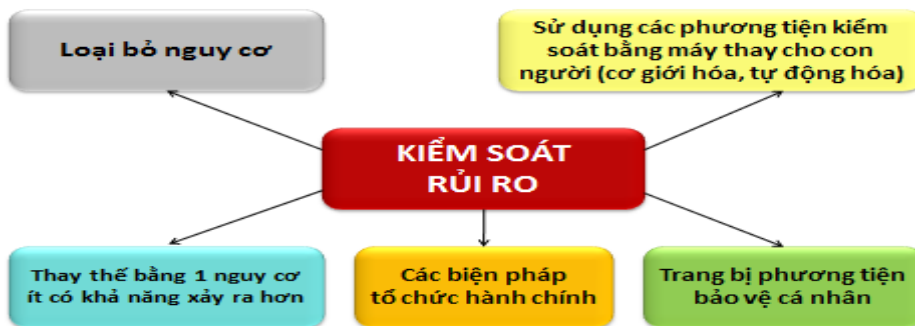 Loại bỏ nguy cơ
Sử dụng các phương tiện kiểm
soát bằng máy thay cho con
người (cơ giới hóa, tự động hóa)
KIỂM SOÁT
RỦI RO
Thay thế bằng 1 nguy cơ
ít có khả năng xảy ra hơn
Các biện pháp
tổ chức hành chính
Trang bị phương tiện
bảo vệ cá nhân